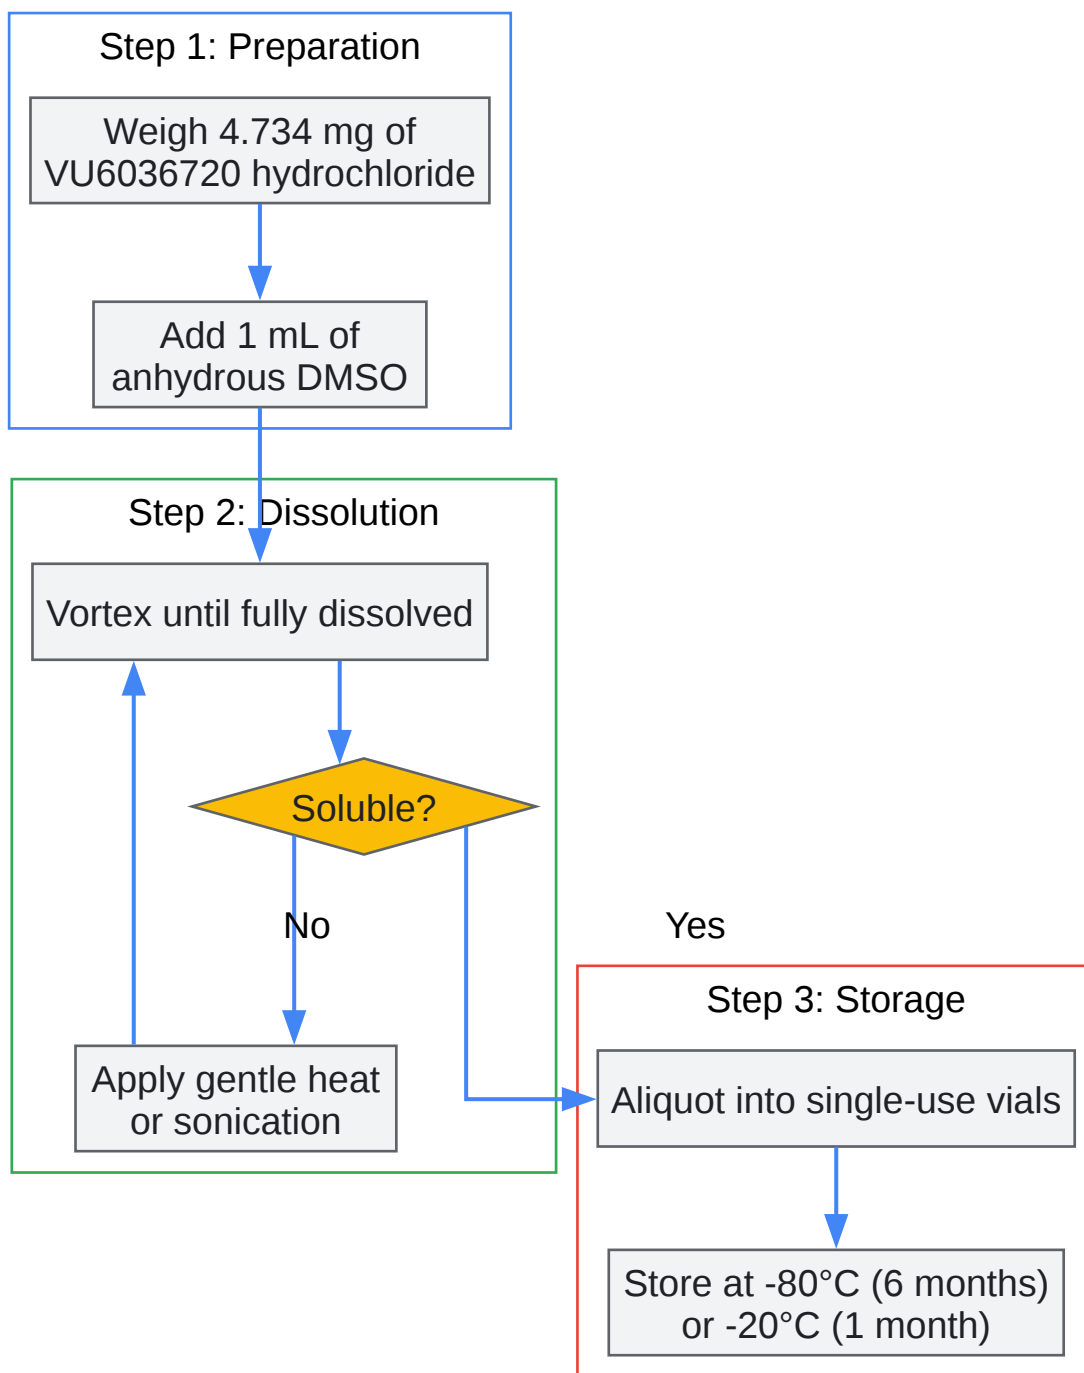 Step 1: Preparation
Weigh 4.734 mg of
VU6036720 hydrochloride
Add 1 mL of
anhydrous DMSO
Step 2: Dissolution
Vortex until fully dissolved
Soluble?
No
Yes
Apply gentle heat
or sonication
Step 3: Storage
Aliquot into single-use vials
Store at -80°C (6 months)
or -20°C (1 month)